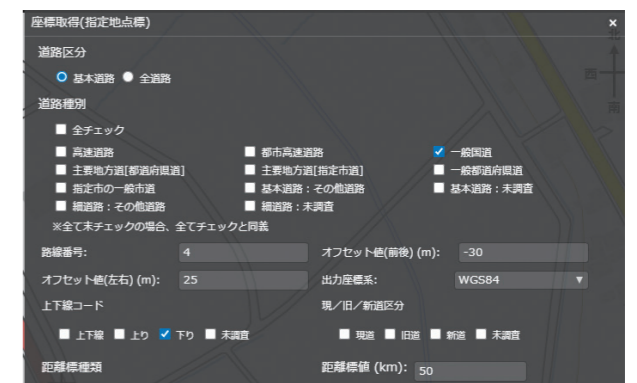 座標取得(指定地点標) ×
北
道路区分
基本道路 全道路
西
道路種別
南
全チェック
高速道路 都市高速道路 一般国道
主要地方道[都道府県道] 主要地方道[指定市道] 一般都道府県道
指定市の一般市道 基本道路：その他道路 基本道路：未調査
細道路：その他道路 細道路：未調査
※全て未チェックの場合、全てチェックと同義
路線番号: 4 オフセット値(前後) (m): -30
オフセット値(左右) (m): 25 出力座標系: WGS84 ▼
上下線コード 現／旧／新道区分
上下線 上り 下り 未調査 現道 旧道 新道 未調査
距離標種類 距離標値 (km): 50